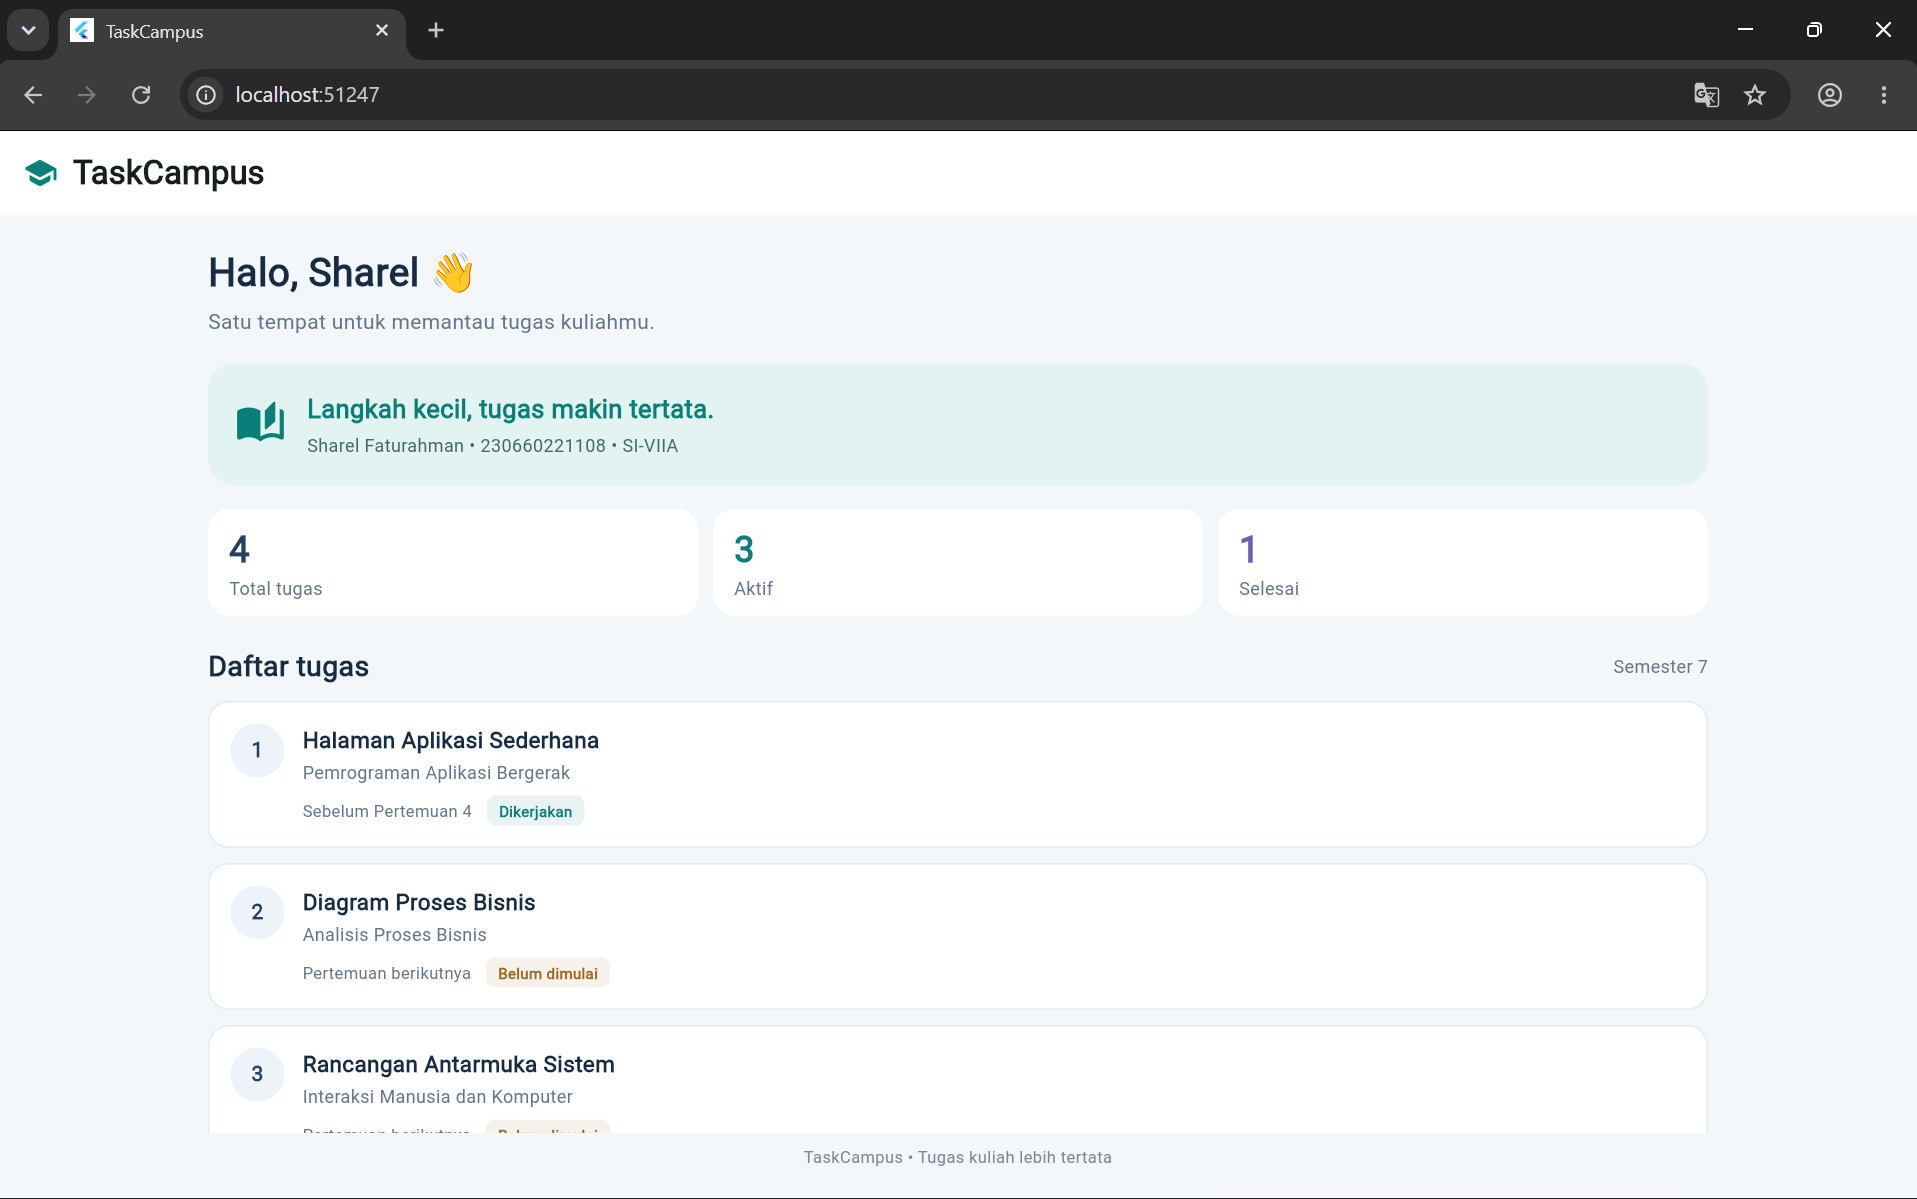 TaskCampus
localhost:51247
TaskCampus
Halo, Sharel 👋
Satu tempat untuk memantau tugas kuliahmu.
Langkah kecil, tugas makin tertata.
Sharel Faturahman • 230660221108 • SI-VIIA
4
Total tugas
3
Aktif
1
Selesai
Daftar tugas
Semester 7
1
Halaman Aplikasi Sederhana
Pemrograman Aplikasi Bergerak
Sebelum Pertemuan 4 Dikerjakan
2
Diagram Proses Bisnis
Analisis Proses Bisnis
Pertemuan berikutnya Belum dimulai
3
Rancangan Antarmuka Sistem
Interaksi Manusia dan Komputer
TaskCampus • Tugas kuliah lebih tertata